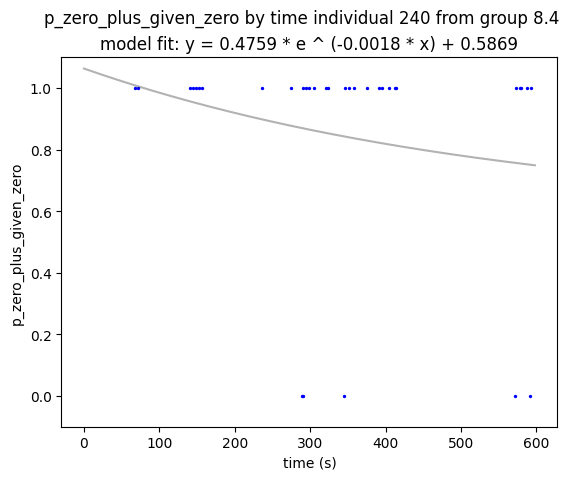 p_zero_plus_given_zero by time individual 240 from group 8.4
model fit: y = 0.4759 * e ^ (-0.0018 * x) + 0.5869
1.0
0.8
0.6
0.4
0.2
0.0
p_zero_plus_given_zero
0 100 200 300 400 500 600
time (s)